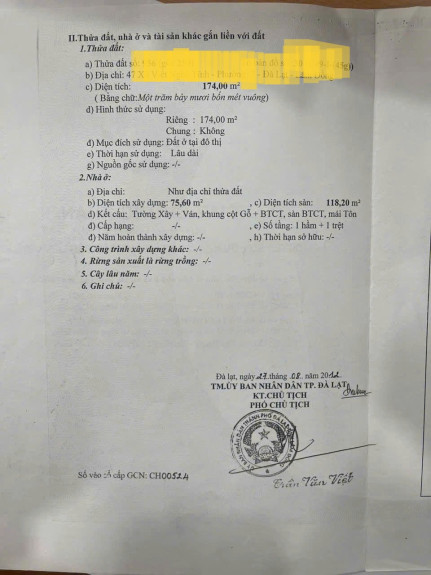 II.Thửa đất, nhà ở và tài sản khác gắn liền với đất
1.Thửa đất:
a) Thửa đất số:
b) Địa chỉ: 47
c) Diện tích: 174,00 m²
( Bằng chữ:Một trăm bảy mươi bốn mét vuông)
d) Hình thức sử dụng:
Riêng : 174,00 m²
Chung : Không
đ) Mục đích sử dụng: Đất ở tại đô thị
e) Thời hạn sử dụng: Lâu dài
g) Nguồn gốc sử dụng: -/-
2.Nhà ở:
a) Địa chỉ: Như địa chỉ thửa đất
b) Diện tích xây dựng: 75,60 m² , c) Diện tích sàn: 118,20 m²
d) Kết cấu: Tường Xây + Ván, khung cột Gỗ + BTCT, sàn BTCT, mái Tôn
đ) Cấp hạng: -/- , e) Số tầng: 1 hầm + 1 trệt
đ) Năm hoàn thành xây dựng: -/- , h) Thời hạn sở hữu: -/-
3. Công trình xây dựng khác: -/-
4. Rừng sản xuất là rừng trồng: -/-
5. Cây lâu năm: -/-
6. Ghi chú: -/-
Đà lạt, ngày 27.tháng .08. năm 2012
TM.ỦY BAN NHÂN DÂN TP. ĐÀ LẠT
KT.CHỦ TỊCH
PHÓ CHỦ TỊCH
Số vào sổ cấp GCN: CH00524
Trần Văn Việt